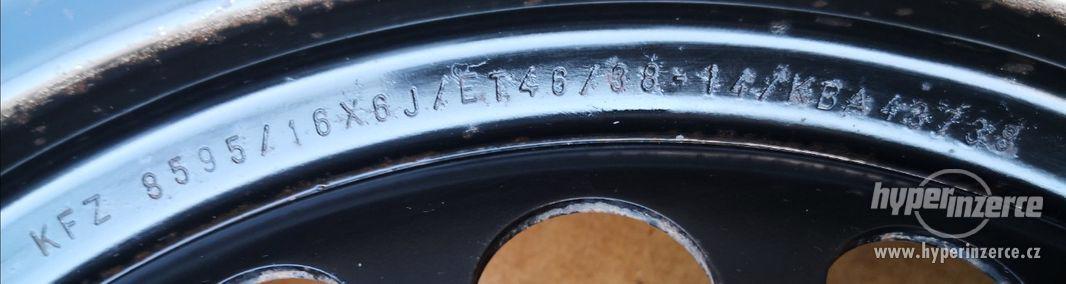 KFZ 8595/16X6J/ET46/38-14/KBA 43738
hyperinzerce
www.hyperinzerce.cz